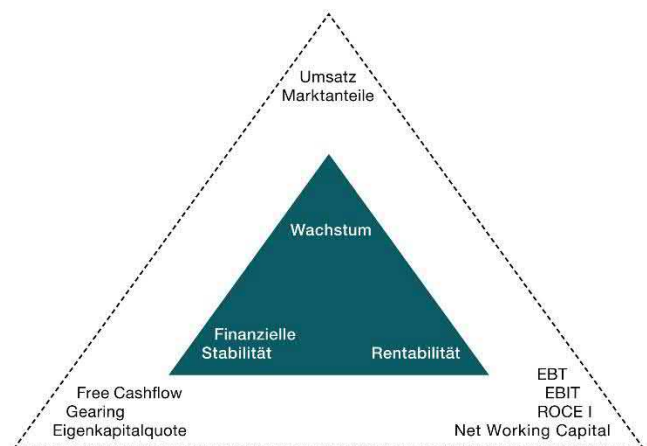 Umsatz
Marktanteile
Wachstum
Finanzielle
Stabilität
Rentabilität
Free Cashflow
Gearing
Eigenkapitalquote
EBT
EBIT
ROCE I
Net Working Capital